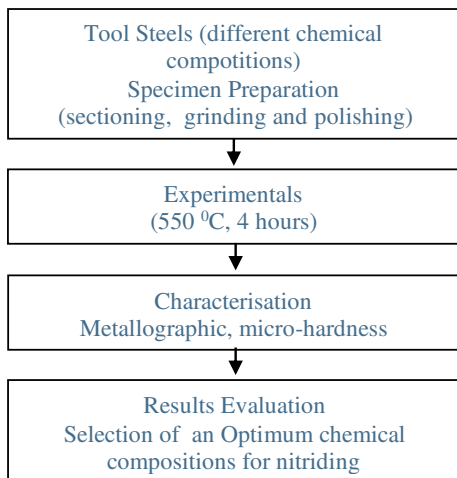 Tool Steels (different chemical
compotitions)
Specimen Preparation
(sectioning, grinding and polishing)
Experimentals
(550 ⁰C, 4 hours)
Characterisation
Metallographic, micro-hardness
Results Evaluation
Selection of an Optimum chemical
compositions for nitriding